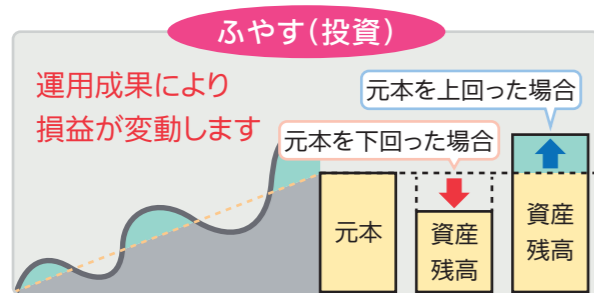 ふやす(投資)
運用成果により
損益が変動します
元本を上回った場合
元本を下回った場合
元本
資産
残高
資産
残高